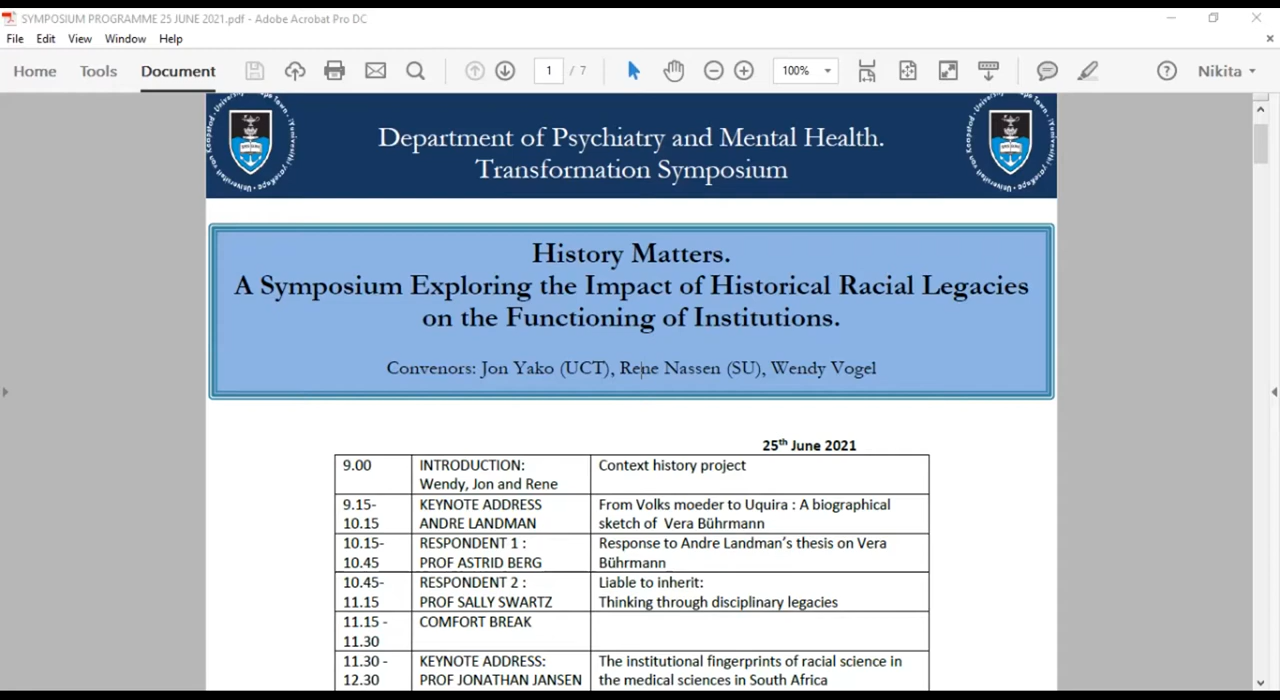 SYMPOSIUM PROGRAMME 25 JUNE 2021.pdf - Adobe Acrobat Pro DC
File Edit View Window Help
Home Tools Document 1 / 7 100% Nikita
Department of Psychiatry and Mental Health.
Transformation Symposium
History Matters.
A Symposium Exploring the Impact of Historical Racial Legacies
on the Functioning of Institutions.
Convenors: Jon Yako (UCT), Rene Nassen (SU), Wendy Vogel
25th June 2021
9.00 INTRODUCTION: Context history project
Wendy, Jon and Rene
9.15- KEYNOTE ADDRESS From Volks moeder to Uquira : A biographical
10.15 ANDRE LANDMAN sketch of Vera Bührmann
10.15- RESPONDENT 1 : Response to Andre Landman's thesis on Vera
10.45 PROF ASTRID BERG Bührmann
10.45- RESPONDENT 2 : Liable to inherit:
11.15 PROF SALLY SWARTZ Thinking through disciplinary legacies
11.15 - COMFORT BREAK
11.30
11.30 - KEYNOTE ADDRESS: The institutional fingerprints of racial science in
12.30 PROF JONATHAN JANSEN the medical sciences in South Africa